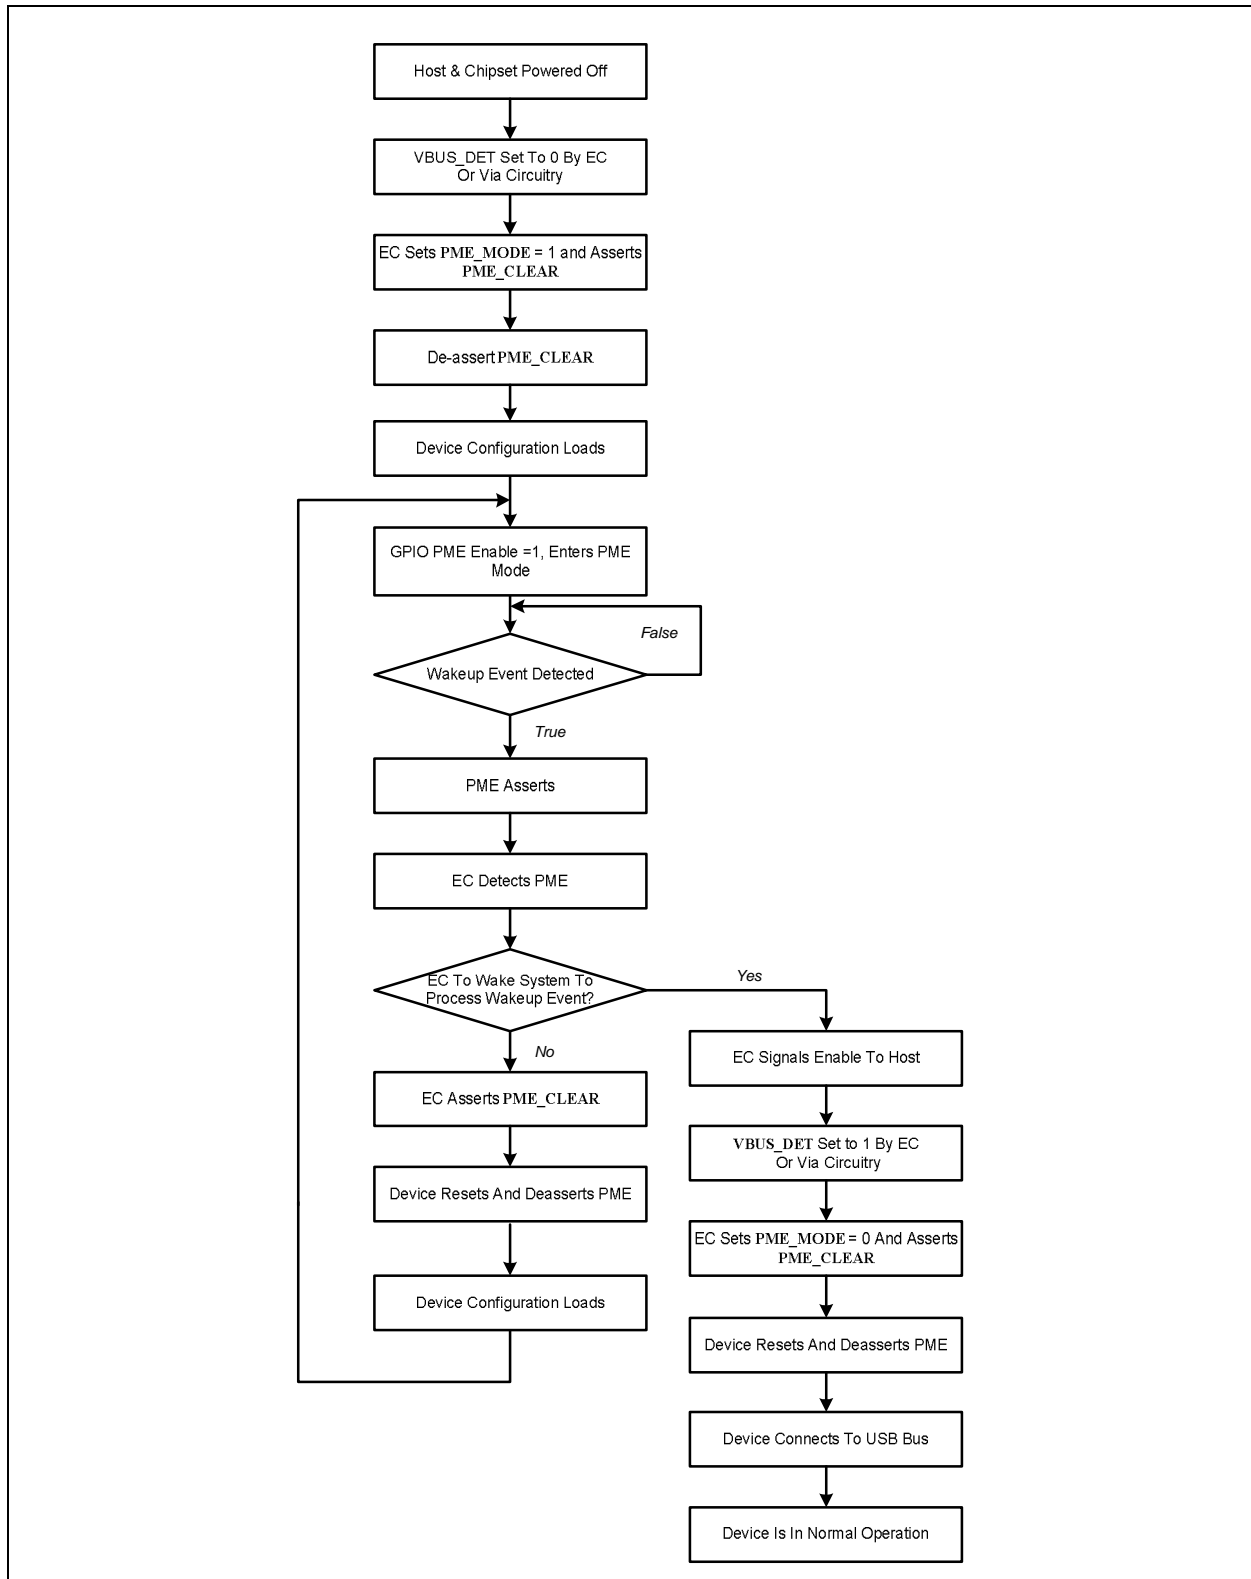 Host & Chipset Powered Off
VBUS_DET Set To 0 By EC
Or Via Circuitry
EC Sets PME_MODE = 1 and Asserts
PME_CLEAR
De-assert PME_CLEAR
Device Configuration Loads
GPIO PME Enable =1, Enters PME
Mode
False
Wakeup Event Detected
True
PME Asserts
EC Detects PME
EC To Wake System To
Process Wakeup Event?
Yes
No
EC Asserts PME_CLEAR
Device Resets And Deasserts PME
Device Configuration Loads
EC Signals Enable To Host
VBUS_DET Set to 1 By EC
Or Via Circuitry
EC Sets PME_MODE = 0 And Asserts
PME_CLEAR
Device Resets And Deasserts PME
Device Connects To USB Bus
Device Is In Normal Operation